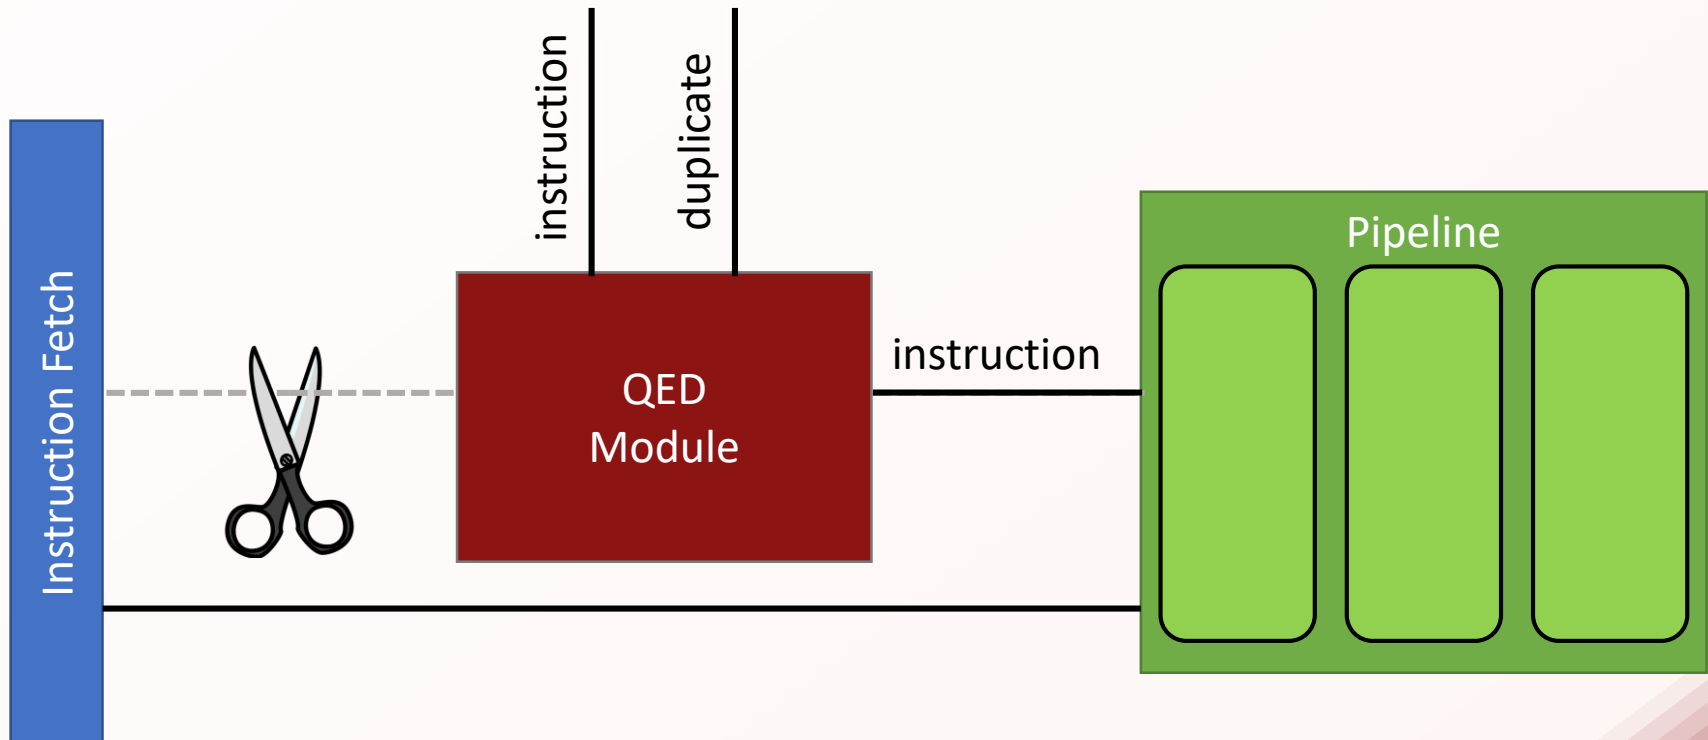 Instruction Fetch
instruction
duplicate
QED
Module
instruction
Pipeline